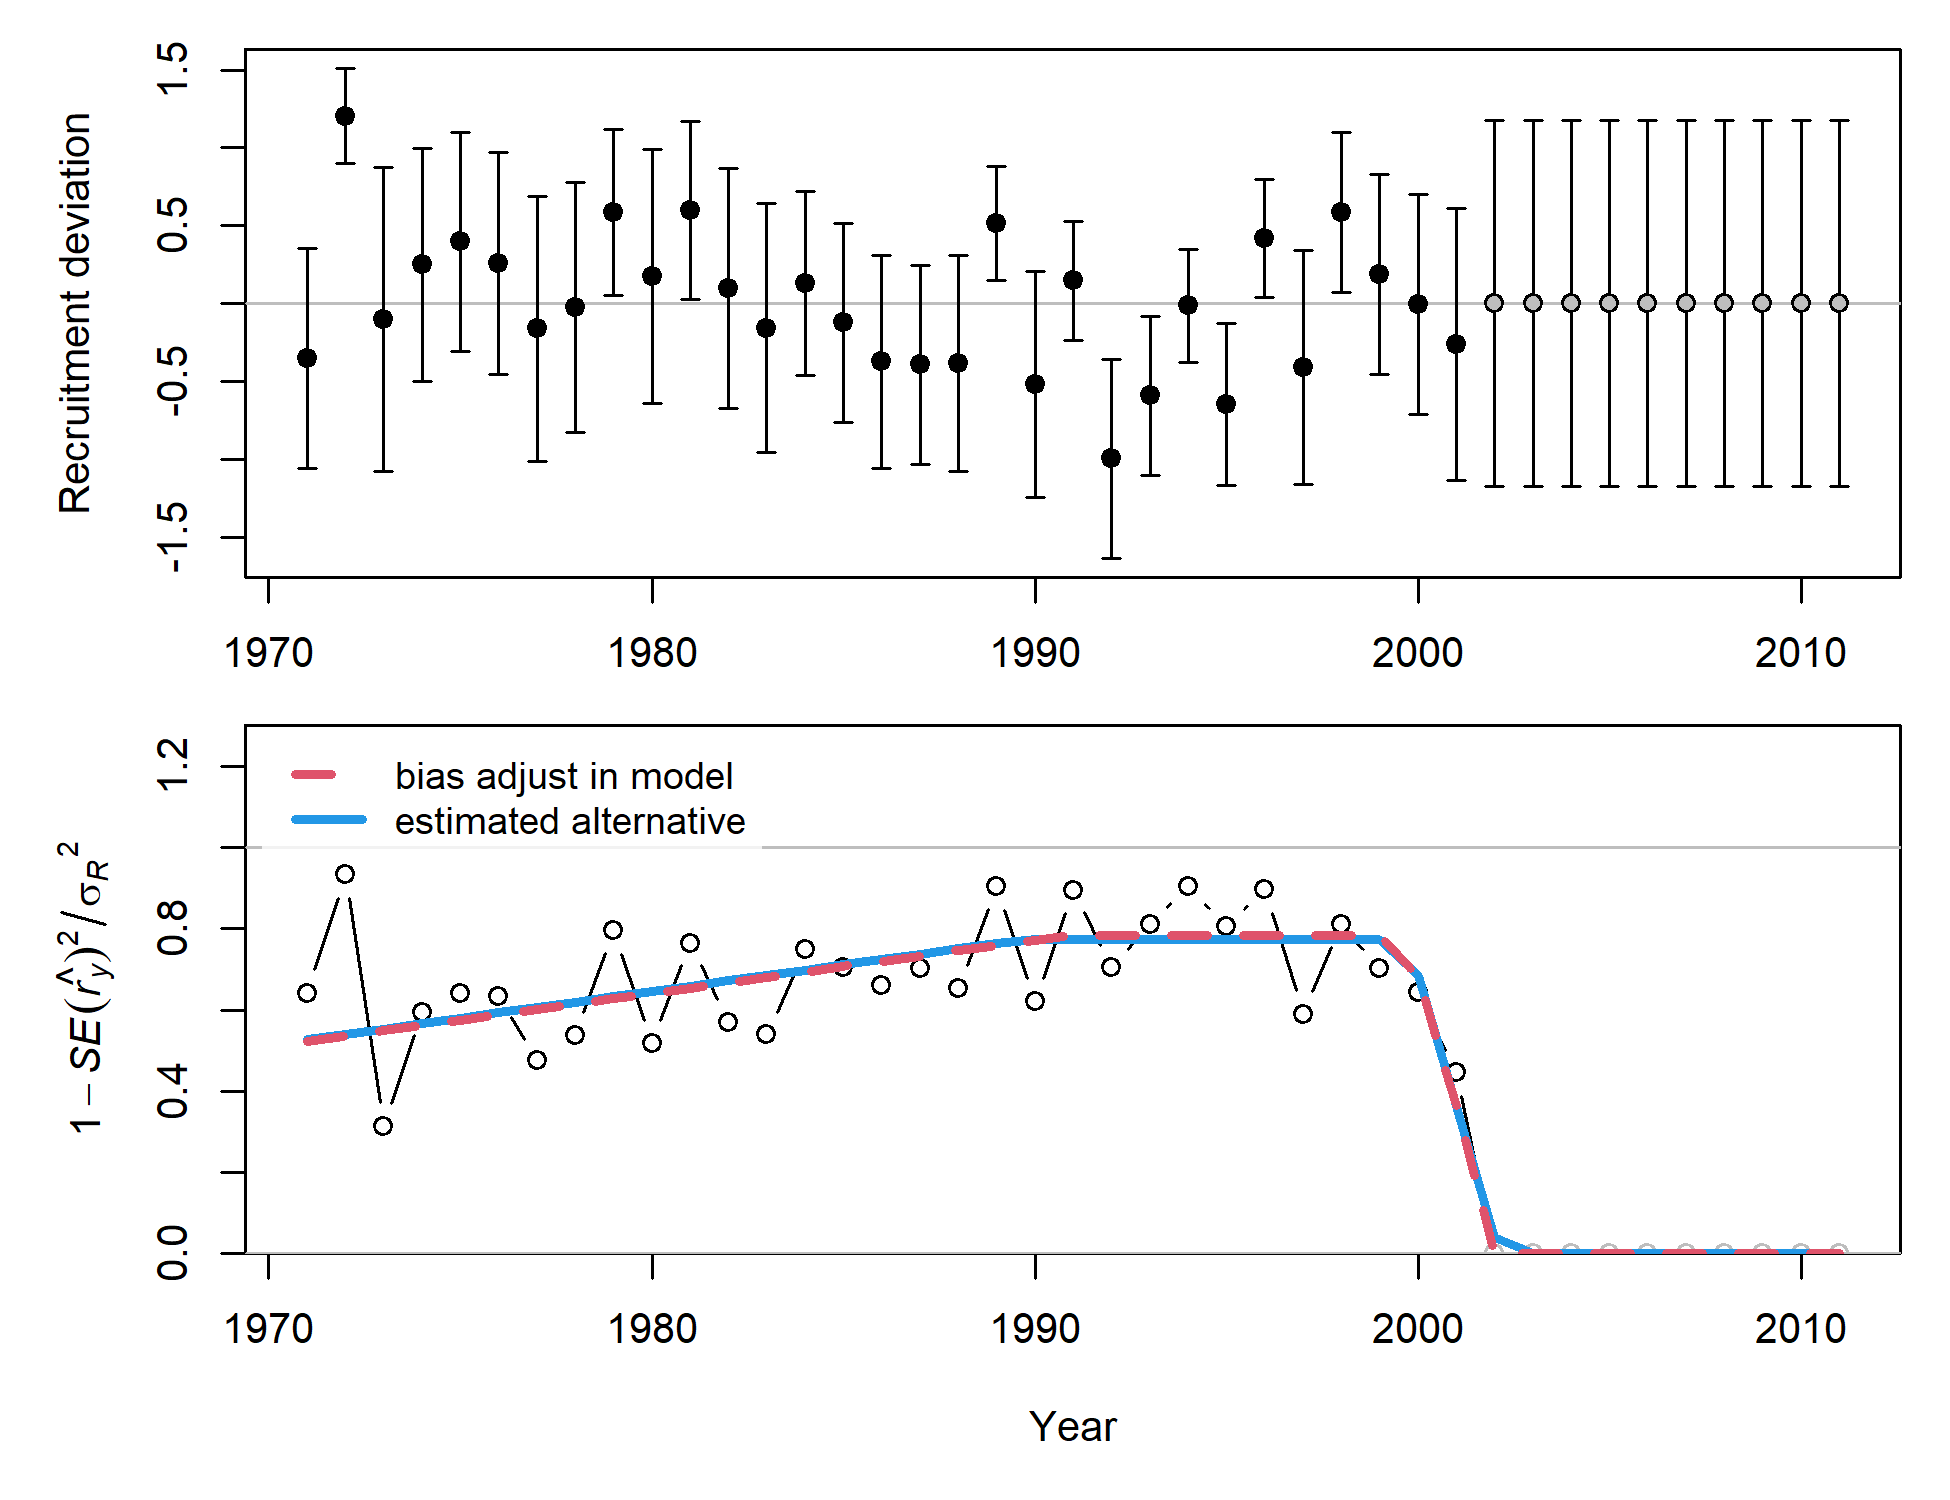 Recruitment deviation
1.5
0.5
-0.5
-1.5
1970 1980 1990 2000 2010
bias adjust in model
estimated alternative
1 − SE(r̂_y)² / σ_R²
1.2
0.8
0.4
0.0
1970 1980 1990 2000 2010
Year